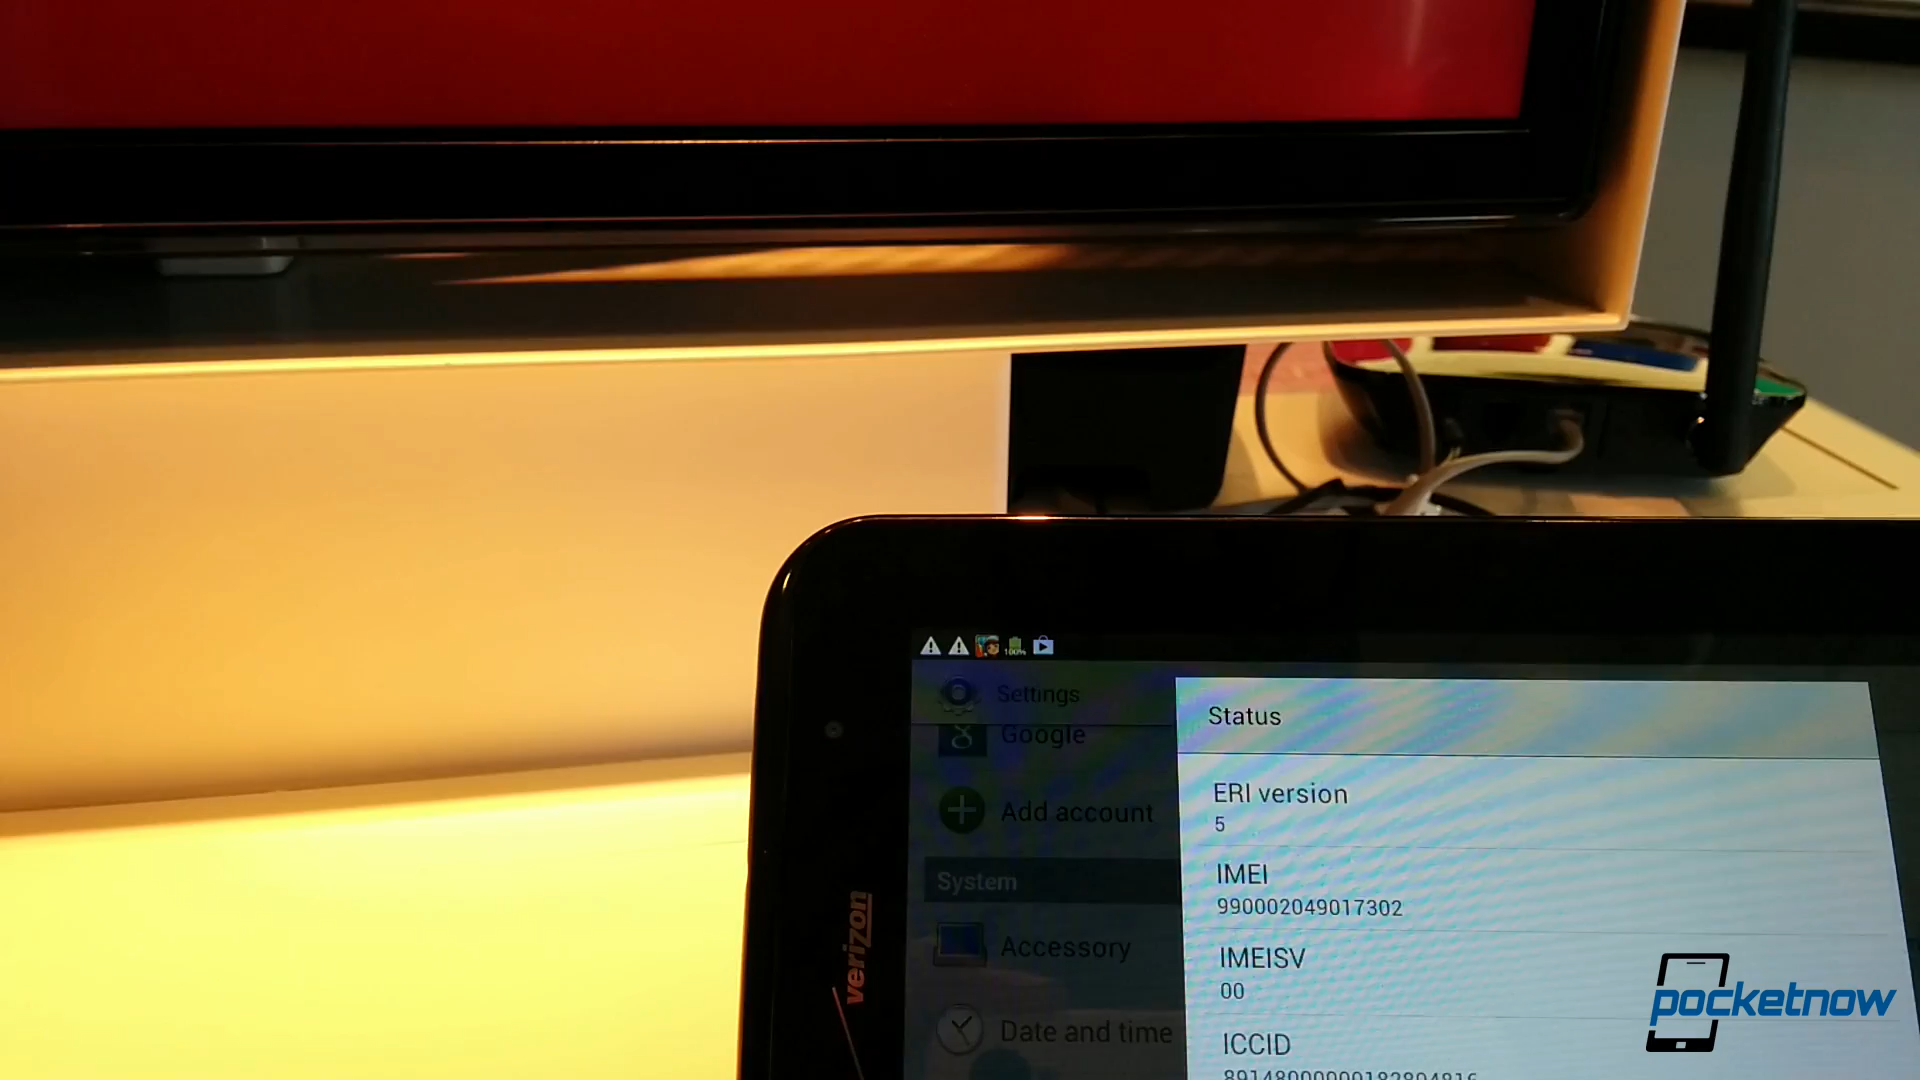 100%
Settings
Google
Add account
System
Accessory
Date and time
Status
ERI version
5
IMEI
990002049017302
IMEISV
00
ICCID
verizon
pocketnow